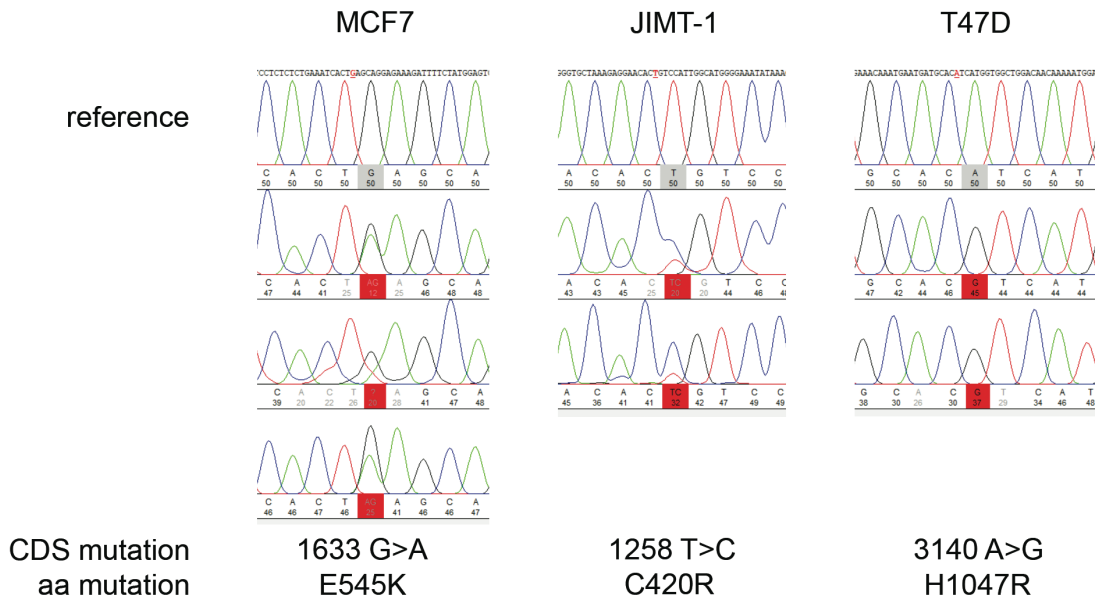 MCF7 JIMT-1 T47D
CCTCTCTCTGAAATCACTGAGCAGGAGAAAGATTTTCTATGGAGT GGGTGCTAAAGAGGAACACTGTCCATTGGCATGGGGAAATATAAA GAAACAAATGAATGATGCACATCATGGTGGCTGGACAACAAAAATGGA
reference
C A C T G A G C A A C A C T G T C C G C A C A T C A T
50 50 50 50 50 50 50 50 50 50 50 50 50 50 50 50 50 50 50 50 50 50 50 50 50 50 50
C A C T AG A G C A A C A C TC G T C C G C A C G T C A T
47 44 41 25 12 25 46 48 48 43 43 45 25 20 20 44 46 48 47 42 44 46 45 44 44 44 44
C A C T T A G C A A C A C TC G T C C G C A C G T C A T
39 20 22 26 20 28 41 47 48 45 36 41 41 32 42 47 49 49 38 30 26 30 37 29 34 46 48
C A C T AG A G C A
46 46 47 46 25 41 46 46 47
CDS mutation 1633 G>A 1258 T>C 3140 A>G
aa mutation E545K C420R H1047R